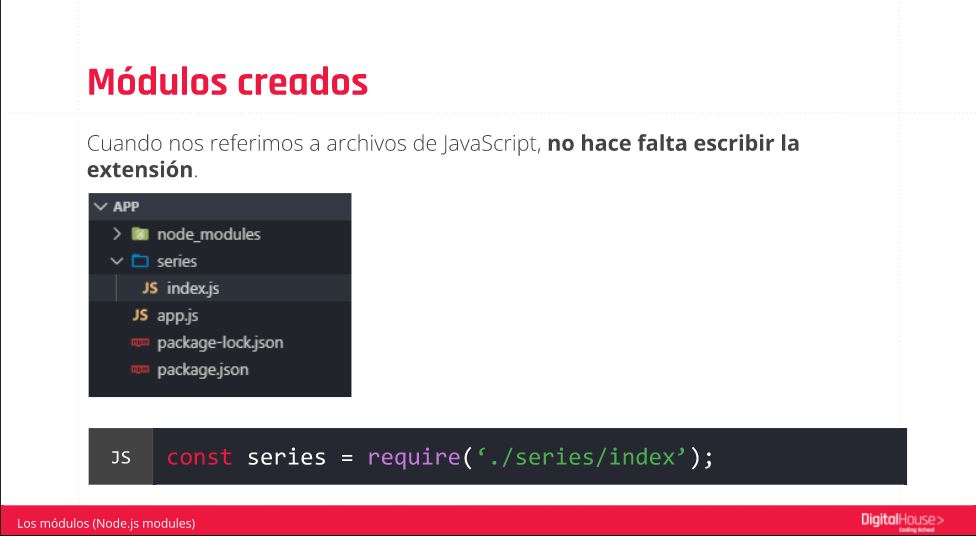 Módulos creados
Cuando nos referimos a archivos de JavaScript, no hace falta escribir la
extensión.
APP
node_modules
series
JS index.js
JS app.js
package-lock.json
package.json
JS const series = require(‘./series/index’);
Los módulos (Node.js modules)
DigitalHouse>
Coding School